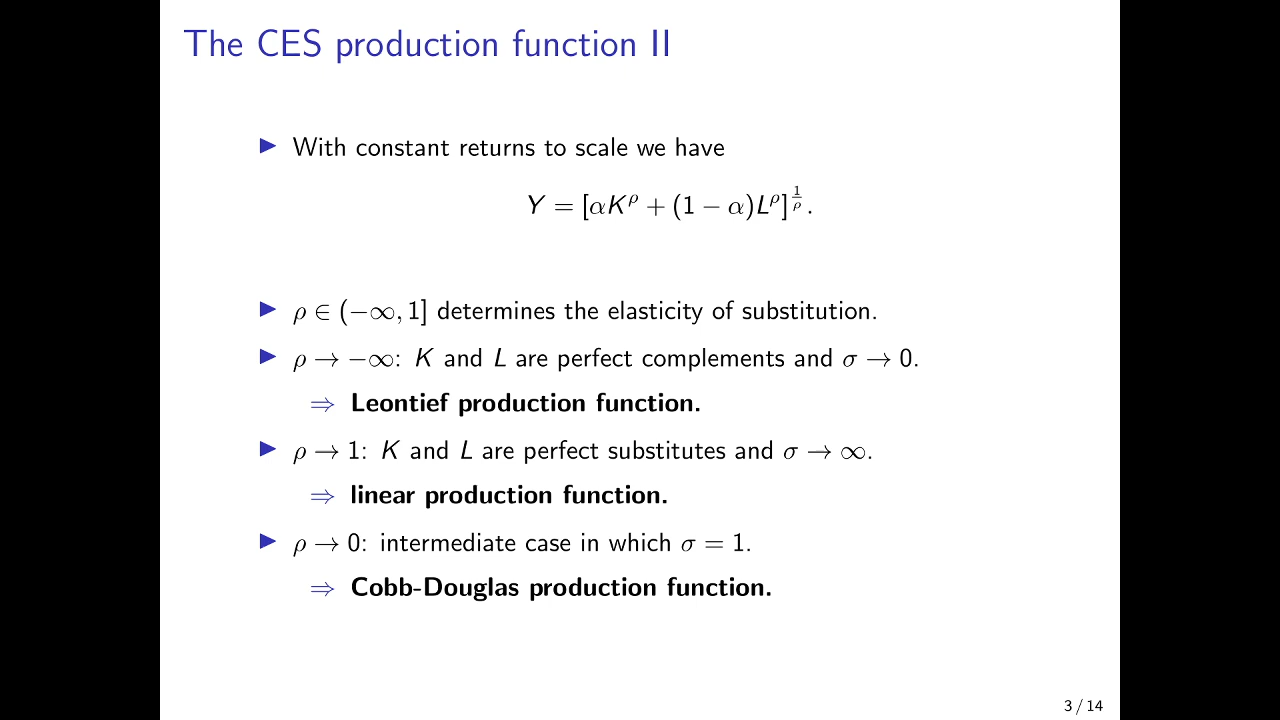 The CES production function II
▶ With constant returns to scale we have
Y = [αK^ρ + (1 − α)L^ρ]^{1/ρ}.
▶ ρ ∈ (−∞, 1] determines the elasticity of substitution.
▶ ρ → −∞: K and L are perfect complements and σ → 0.
⇒ Leontief production function.
▶ ρ → 1: K and L are perfect substitutes and σ → ∞.
⇒ linear production function.
▶ ρ → 0: intermediate case in which σ = 1.
⇒ Cobb-Douglas production function.
3 / 14